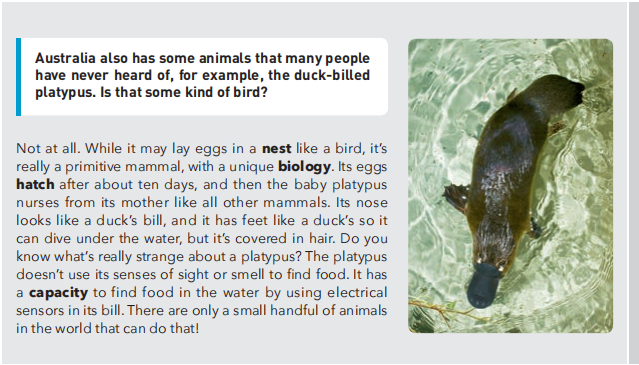 Australia also has some animals that many people
have never heard of, for example, the duck-billed
platypus. Is that some kind of bird?
Not at all. While it may lay eggs in a nest like a bird, it's
really a primitive mammal, with a unique biology. Its eggs
hatch after about ten days, and then the baby platypus
nurses from its mother like all other mammals. Its nose
looks like a duck's bill, and it has feet like a duck's so it
can dive under the water, but it's covered in hair. Do you
know what's really strange about a platypus? The platypus
doesn't use its senses of sight or smell to find food. It has
a capacity to find food in the water by using electrical
sensors in its bill. There are only a small handful of animals
in the world that can do that!